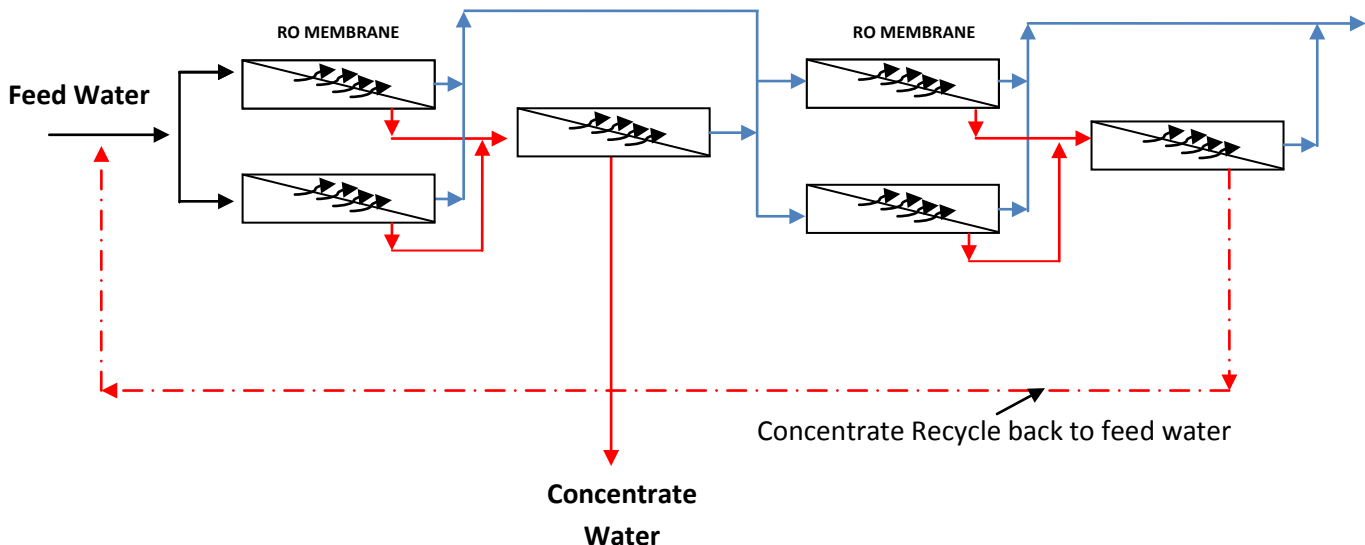 RO MEMBRANE
RO MEMBRANE
Feed Water
Concentrate Recycle back to feed water
Concentrate
Water